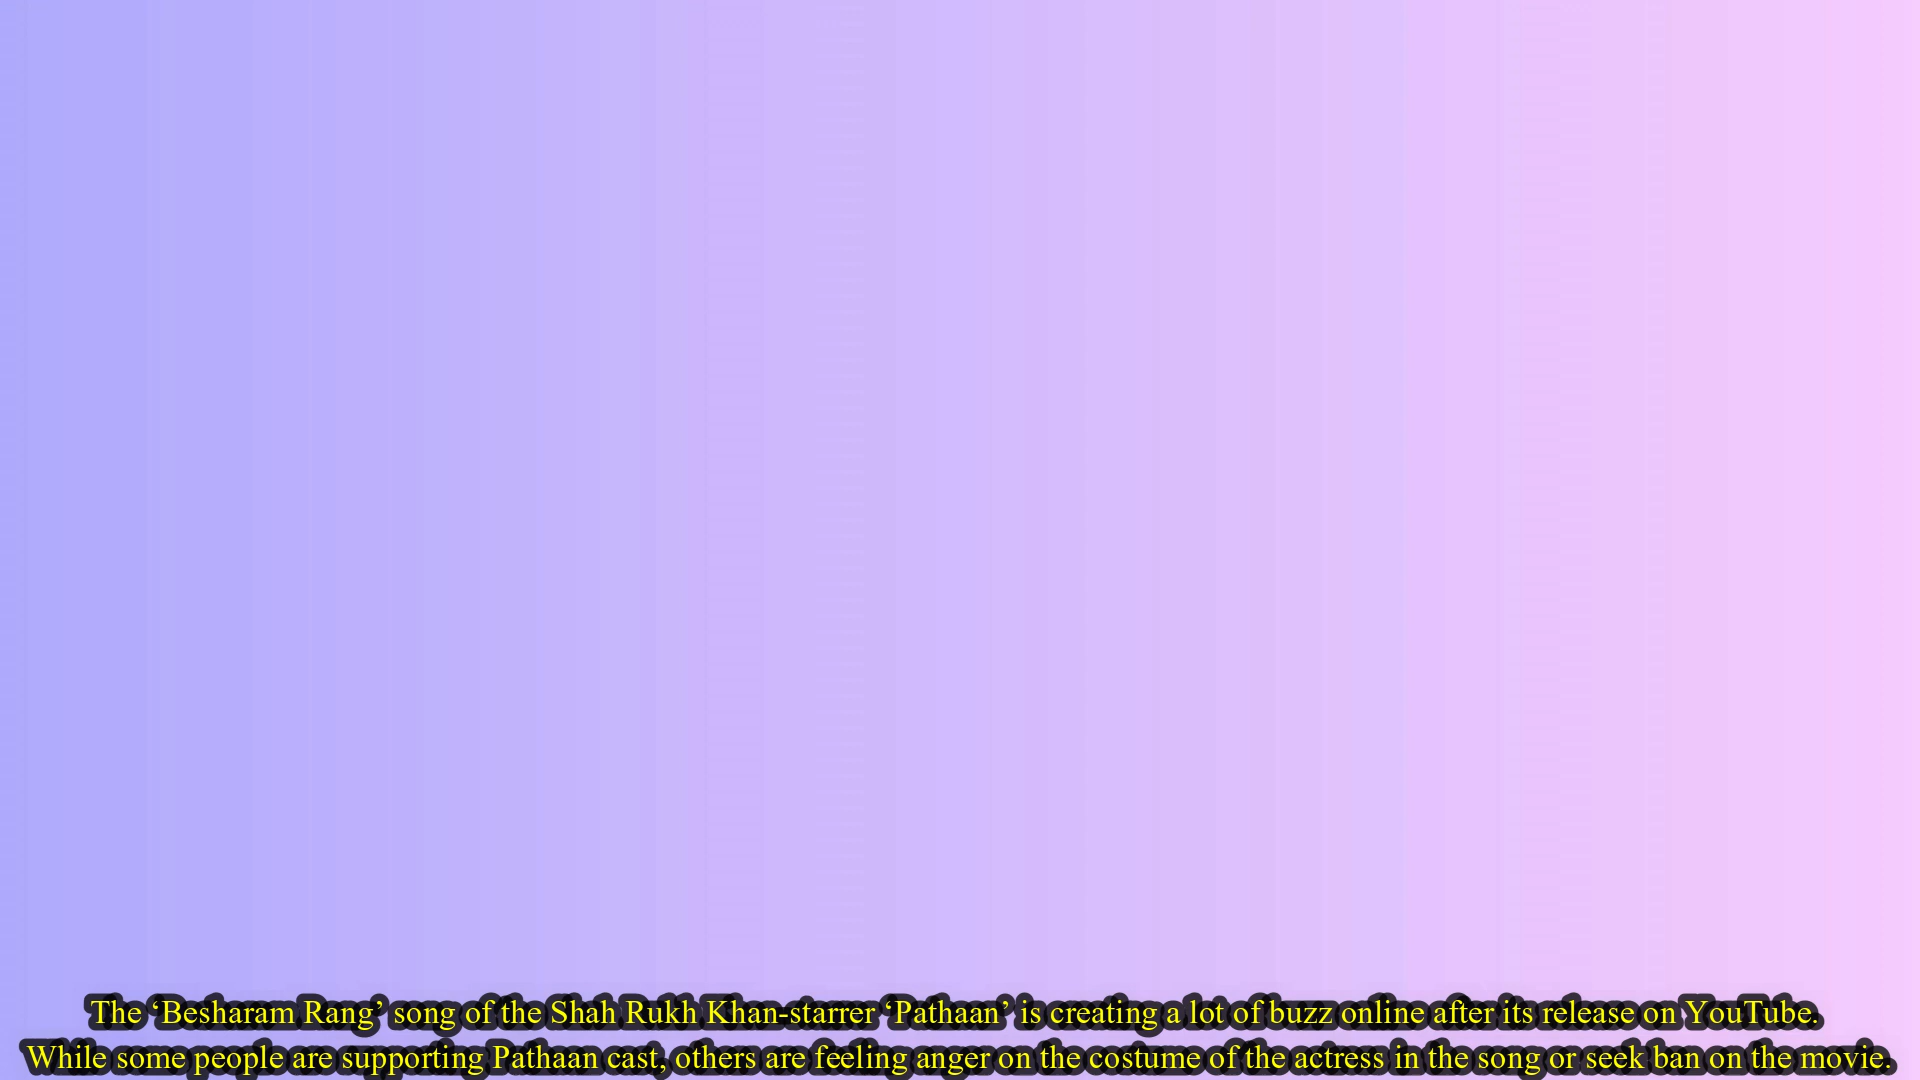 The ‘Besharam Rang’ song of the Shah Rukh Khan-starrer ‘Pathaan’ is creating a lot of buzz online after its release on YouTube.
While some people are supporting Pathaan cast, others are feeling anger on the costume of the actress in the song or seek ban on the movie.